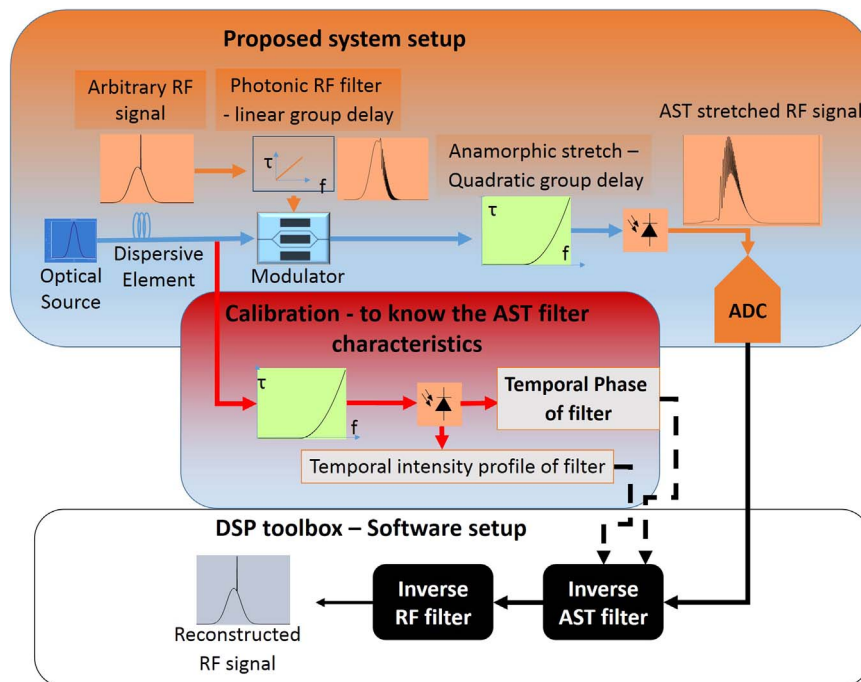 Proposed system setup
Arbitrary RF
signal
Photonic RF filter
- linear group delay
AST stretched RF signal
τ
f
Anamorphic stretch –
Quadratic group delay
τ
f
Optical
Source
Dispersive
Element
Modulator
ADC
Calibration - to know the AST filter
characteristics
τ
f
Temporal Phase
of filter
Temporal intensity profile of filter
DSP toolbox – Software setup
Inverse
RF filter
Inverse
AST filter
Reconstructed
RF signal